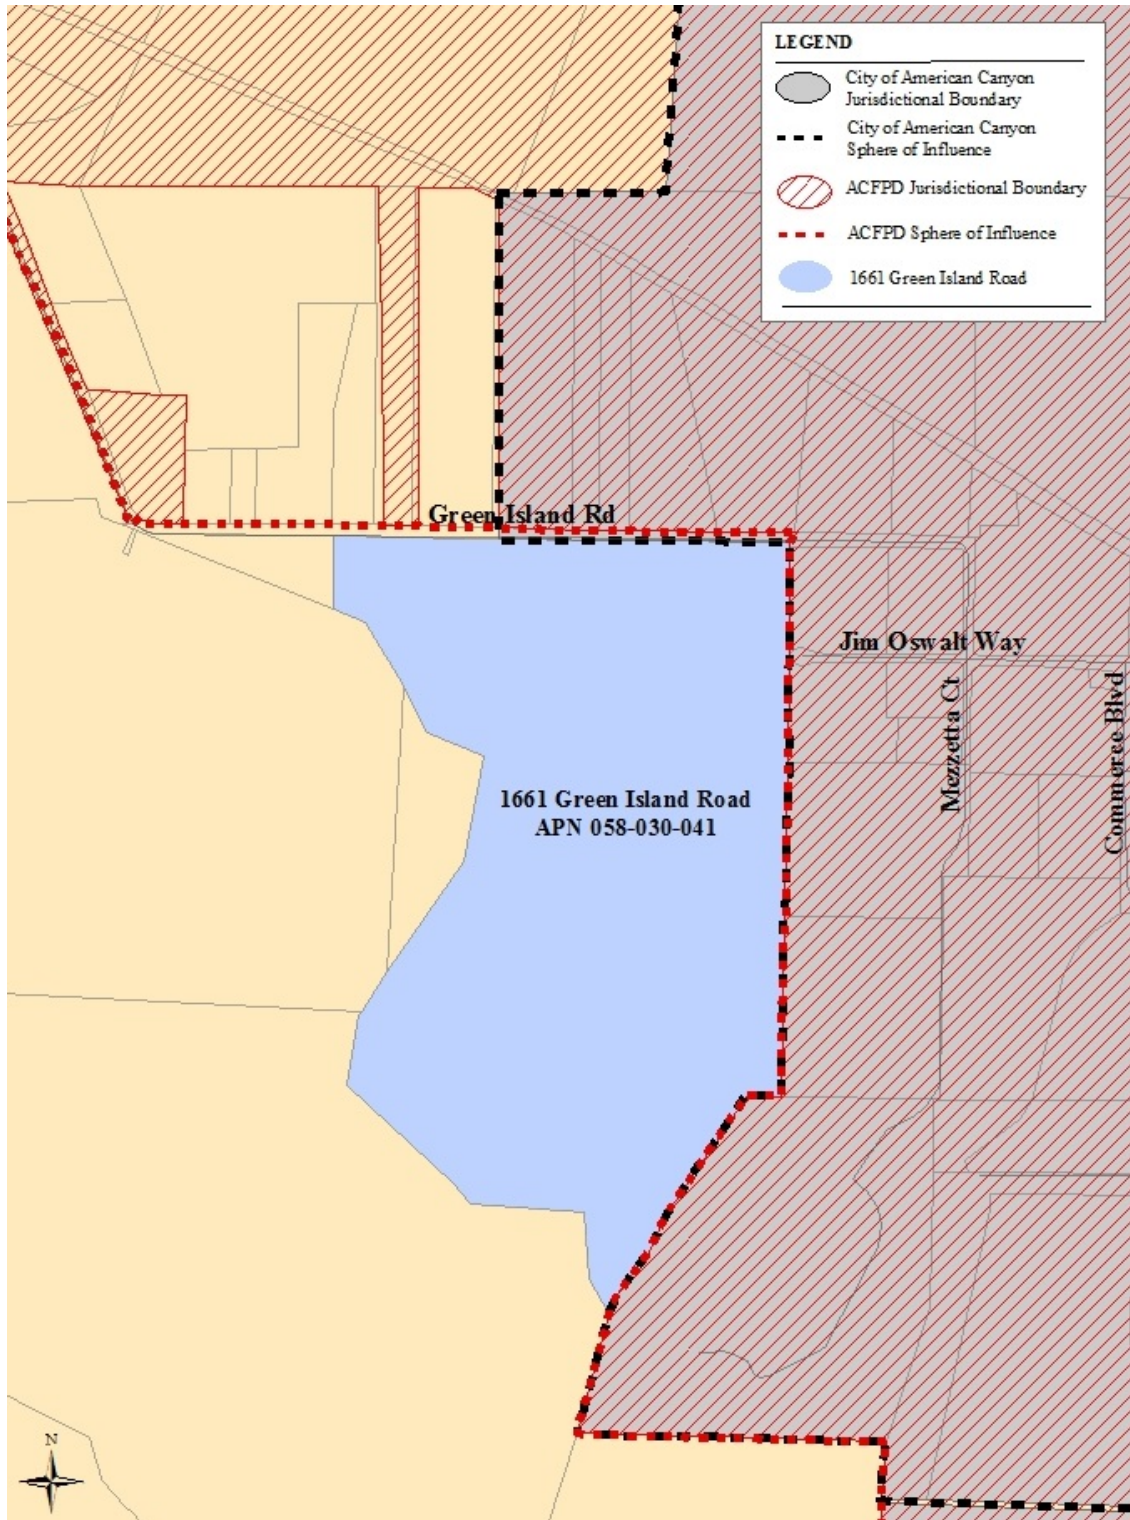 LEGEND
City of American Canyon
Jurisdictional Boundary
City of American Canyon
Sphere of Influence
ACFPD Jurisdictional Boundary
ACFPD Sphere of Influence
1661 Green Island Road
Green Island Rd
Jim Oswalt Way
Mezzetta Ct
Commerce Blvd
1661 Green Island Road
APN 058-030-041
N